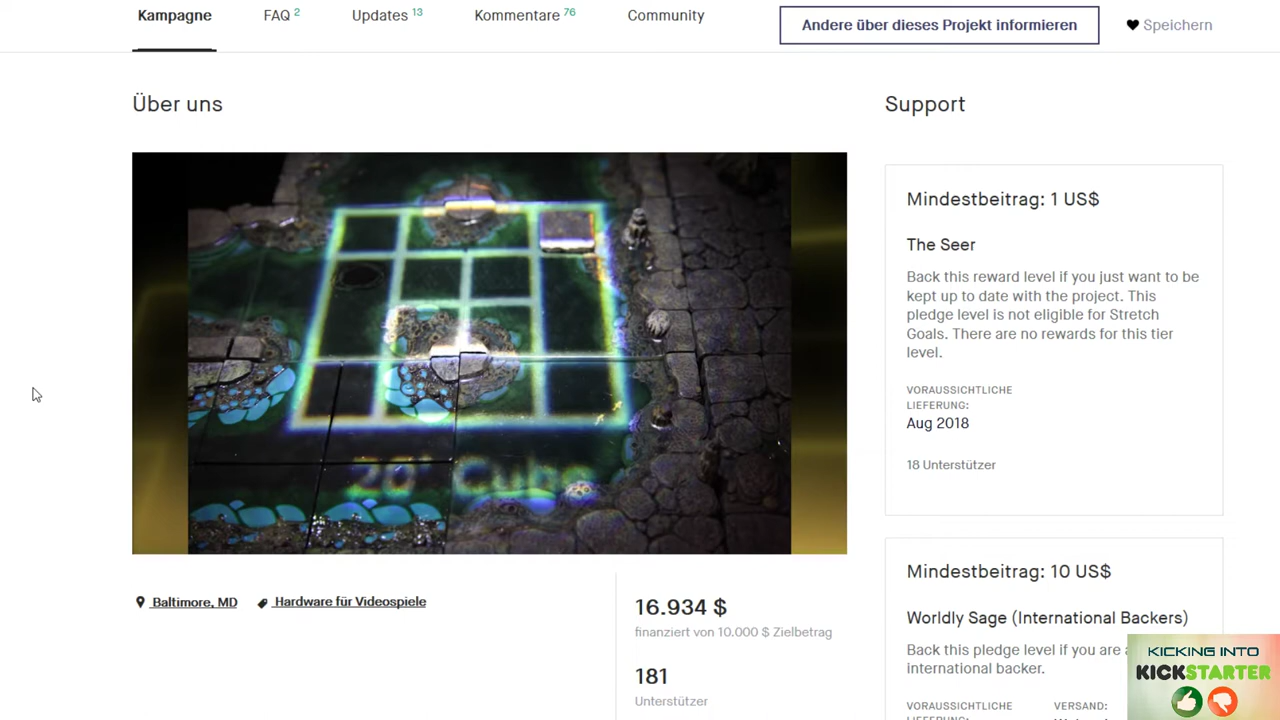 Kampagne FAQ 2 Updates 13 Kommentare 76 Community Andere über dieses Projekt informieren Speichern
Über uns
20' Cube
Baltimore, MD Hardware für Videospiele
16.934 $
finanziert von 10.000 $ Zielbetrag
181
Unterstützer
Support
Mindestbeitrag: 1 US$
The Seer
Back this reward level if you just want to be
kept up to date with the project. This
pledge level is not eligible for Stretch
Goals. There are no rewards for this tier
level.
VORAUSSICHTLICHE
LIEFERUNG:
Aug 2018
18 Unterstützer
Mindestbeitrag: 10 US$
Worldly Sage (International Backers)
Back this pledge level if you are
international backer.
VORAUSSICHTLICHE VERSAND:
KICKING INTO
KICKSTARTER